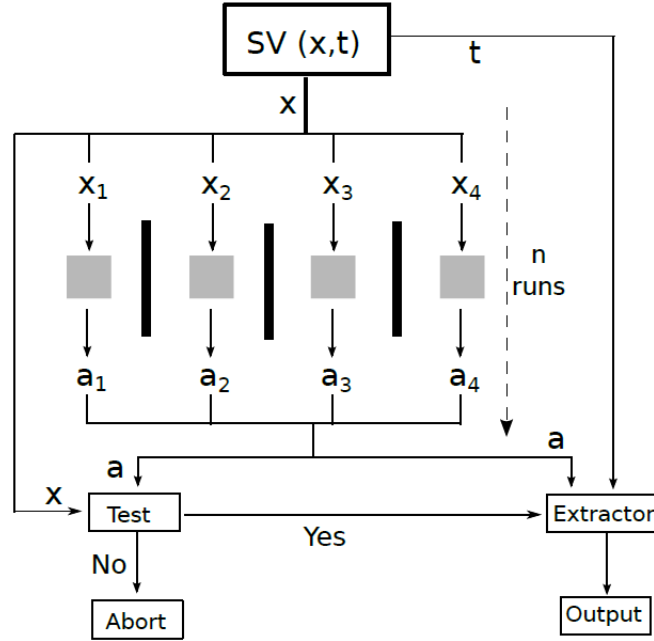 SV (x,t)
t
x
x₁ x₂ x₃ x₄
n
runs
a₁ a₂ a₃ a₄
a a
x
Test
Yes
Extractor
No
Abort
Output